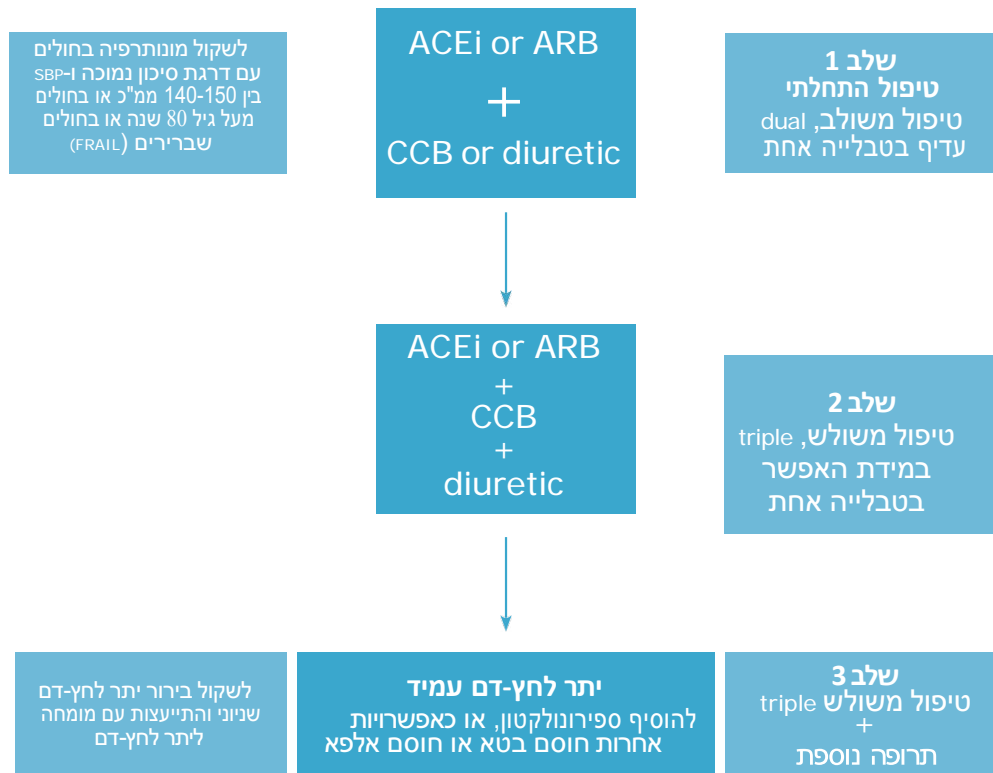 שלב 1
טיפול התחלתי
טיפול משולב, dual
עדיף בטבלייה אחת
ACEi or ARB
+
CCB or diuretic
לשקול מונותרפיה בחולים
עם דרגת סיכון נמוכה ו-SBP
בין 140-150 ממ"כ או בחולים
מעל גיל 80 שנה או בחולים
שברירים (FRAIL)
שלב 2
טיפול משולש, triple
במידת האפשר
בטבלייה אחת
ACEi or ARB
+
CCB
+
diuretic
שלב 3
טיפול משולש triple
+
תרופה נוספת
יתר לחץ-דם עמיד
להוסיף ספירונולקטון, או כאפשרויות
אחרות חוסם בטא או חוסם אלפא
לשקול בירור יתר לחץ-דם
שניוני והתייעצות עם מומחה
ליתר לחץ-דם